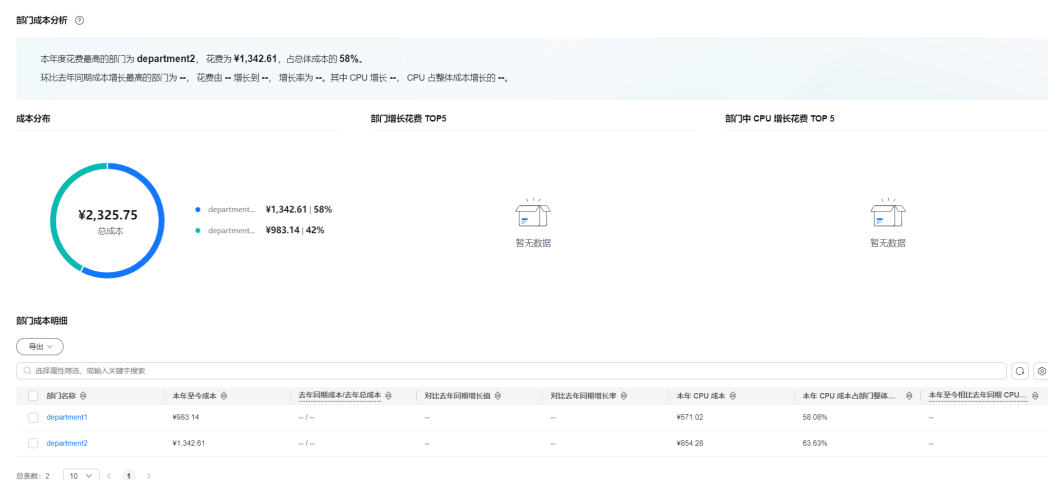 部门成本分析
本年度花费最高的部门为 department2， 花费为 ¥1,342.61，占总体成本的 58%。
环比去年同期成本增长最高的部门为 --， 花费由 -- 增长到 --， 增长率为 --。其中 CPU 增长 --， CPU 占整体成本增长的 --。
成本分布
部门增长花费 TOP5
部门中 CPU 增长花费 TOP 5
¥2,325.75
总成本
department... ¥1,342.61 | 58%
department... ¥983.14 | 42%
暂无数据
暂无数据
部门成本明细
导出
选择属性筛选，或输入关键字搜索
部门名称 本年至今成本 去年同期成本/去年总成本 对比去年同期增长值 对比去年同期增长率 本年 CPU 成本 本年 CPU 成本占部门整体... 本年至今相比去年同期 CPU...
department1 ¥983.14 -- / -- -- -- ¥571.02 58.08% --
department2 ¥1,342.61 -- / -- -- -- ¥854.28 63.63% --
总条数: 2 10 1